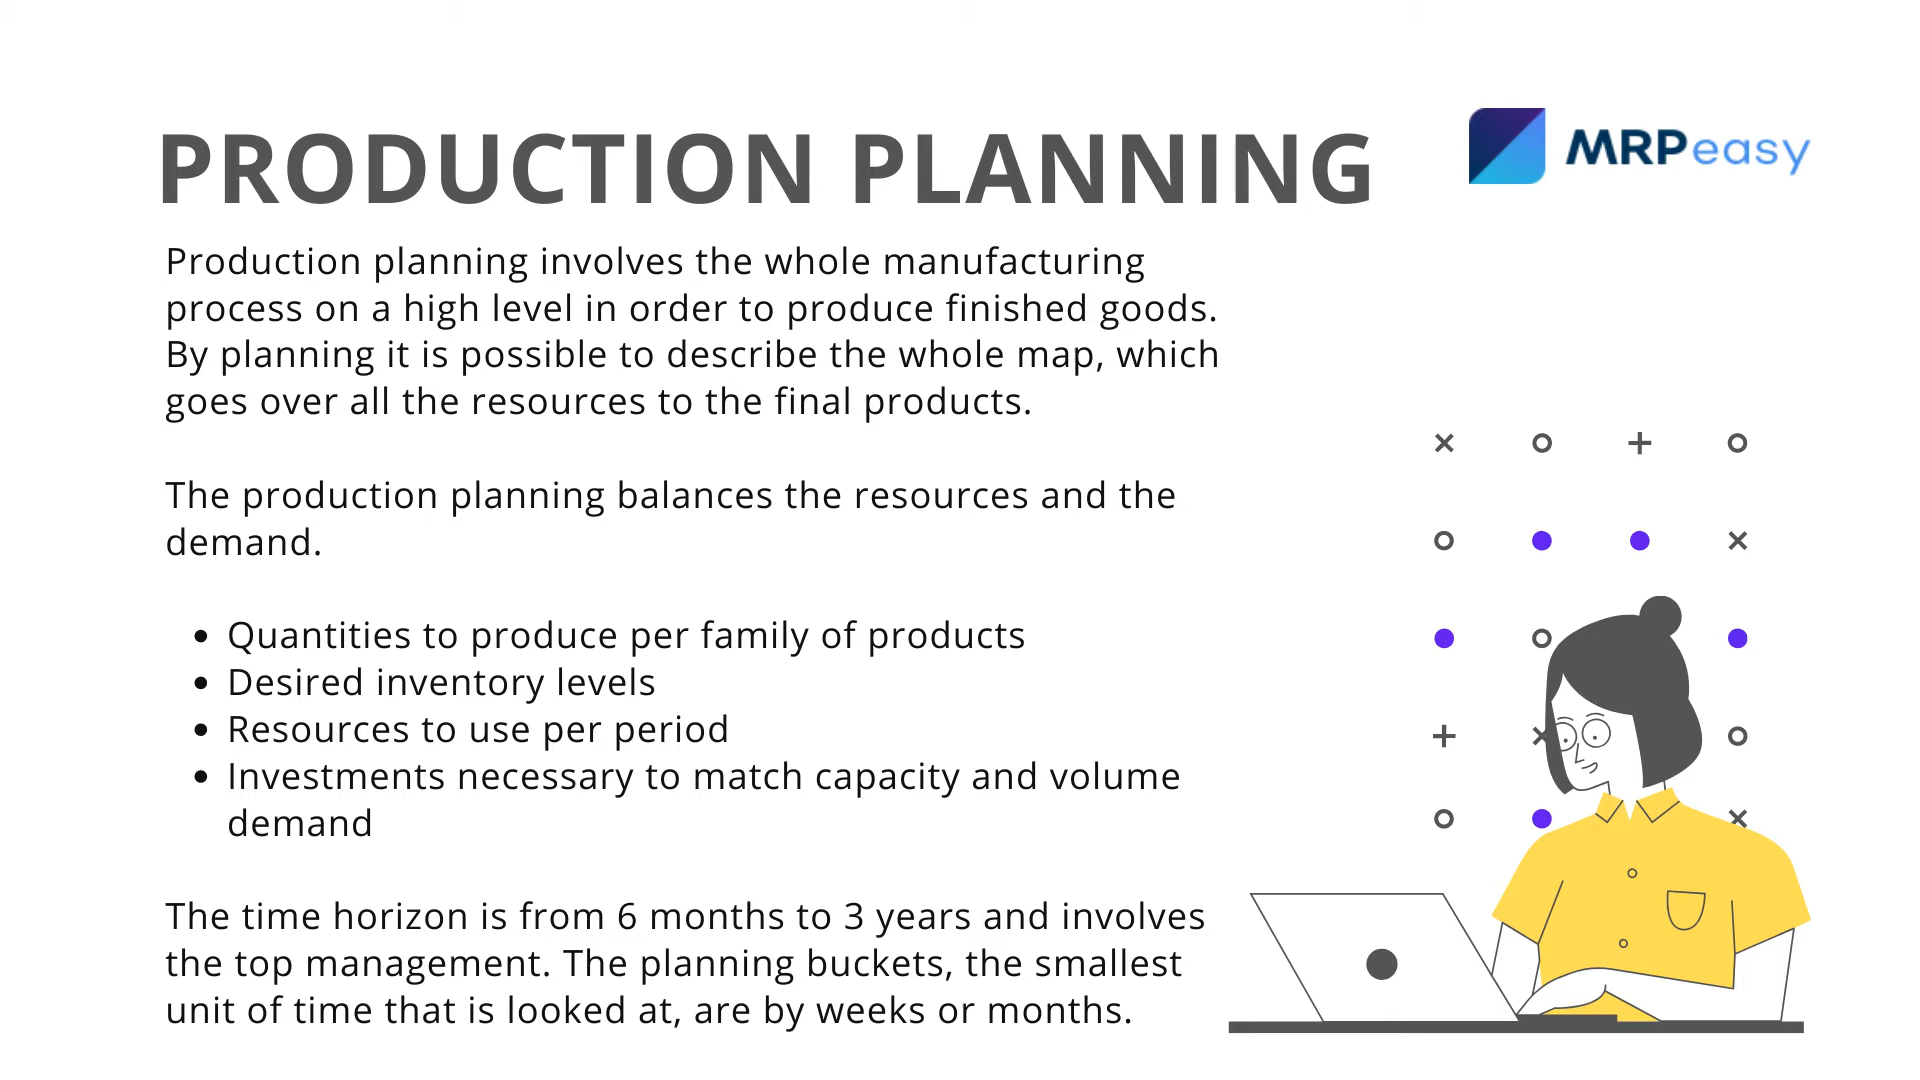 PRODUCTION PLANNING
MRPeasy
Production planning involves the whole manufacturing
process on a high level in order to produce finished goods.
By planning it is possible to describe the whole map, which
goes over all the resources to the final products.
The production planning balances the resources and the
demand.
• Quantities to produce per family of products
• Desired inventory levels
• Resources to use per period
• Investments necessary to match capacity and volume
demand
The time horizon is from 6 months to 3 years and involves
the top management. The planning buckets, the smallest
unit of time that is looked at, are by weeks or months.